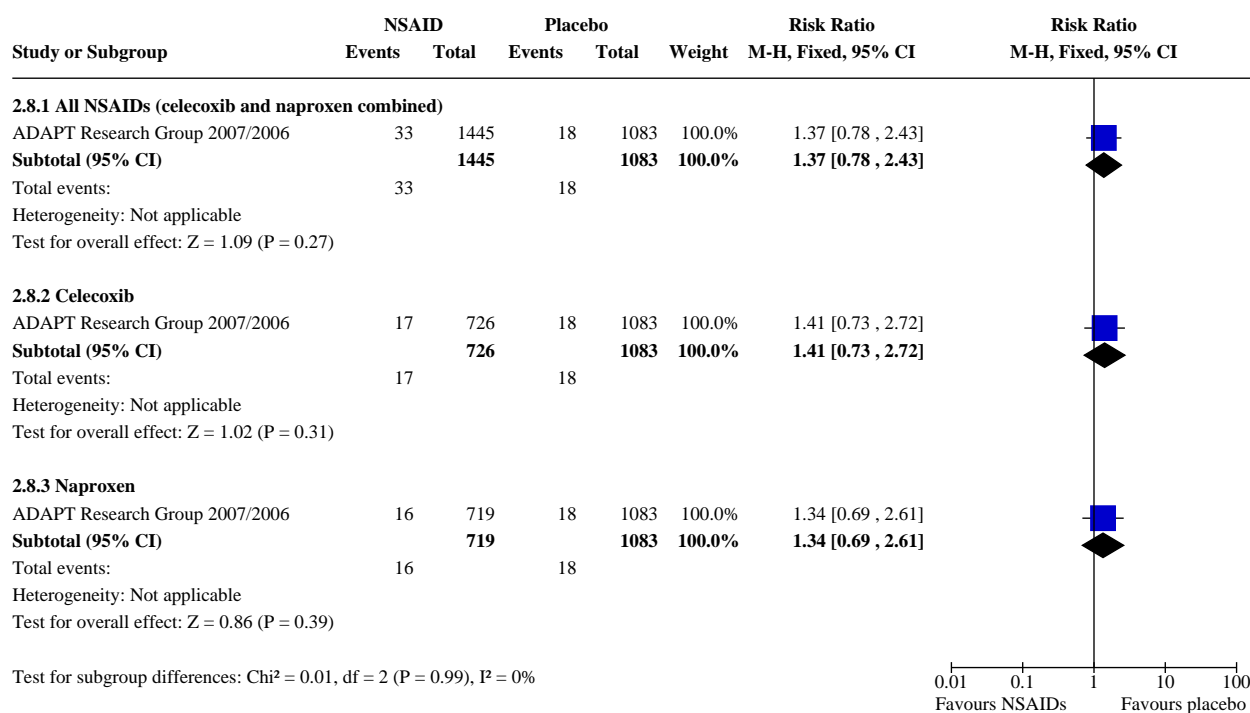 NSAID Placebo Risk Ratio Risk Ratio
Study or Subgroup Events Total Events Total Weight M-H, Fixed, 95% CI M-H, Fixed, 95% CI
2.8.1 All NSAIDs (celecoxib and naproxen combined)
ADAPT Research Group 2007/2006 33 1445 18 1083 100.0% 1.37 [0.78 , 2.43]
Subtotal (95% CI) 1445 1083 100.0% 1.37 [0.78 , 2.43]
Total events: 33 18
Heterogeneity: Not applicable
Test for overall effect: Z = 1.09 (P = 0.27)
2.8.2 Celecoxib
ADAPT Research Group 2007/2006 17 726 18 1083 100.0% 1.41 [0.73 , 2.72]
Subtotal (95% CI) 726 1083 100.0% 1.41 [0.73 , 2.72]
Total events: 17 18
Heterogeneity: Not applicable
Test for overall effect: Z = 1.02 (P = 0.31)
2.8.3 Naproxen
ADAPT Research Group 2007/2006 16 719 18 1083 100.0% 1.34 [0.69 , 2.61]
Subtotal (95% CI) 719 1083 100.0% 1.34 [0.69 , 2.61]
Total events: 16 18
Heterogeneity: Not applicable
Test for overall effect: Z = 0.86 (P = 0.39)
Test for subgroup differences: Chi² = 0.01, df = 2 (P = 0.99), I² = 0%
0.01 0.1 1 10 100
Favours NSAIDs Favours placebo